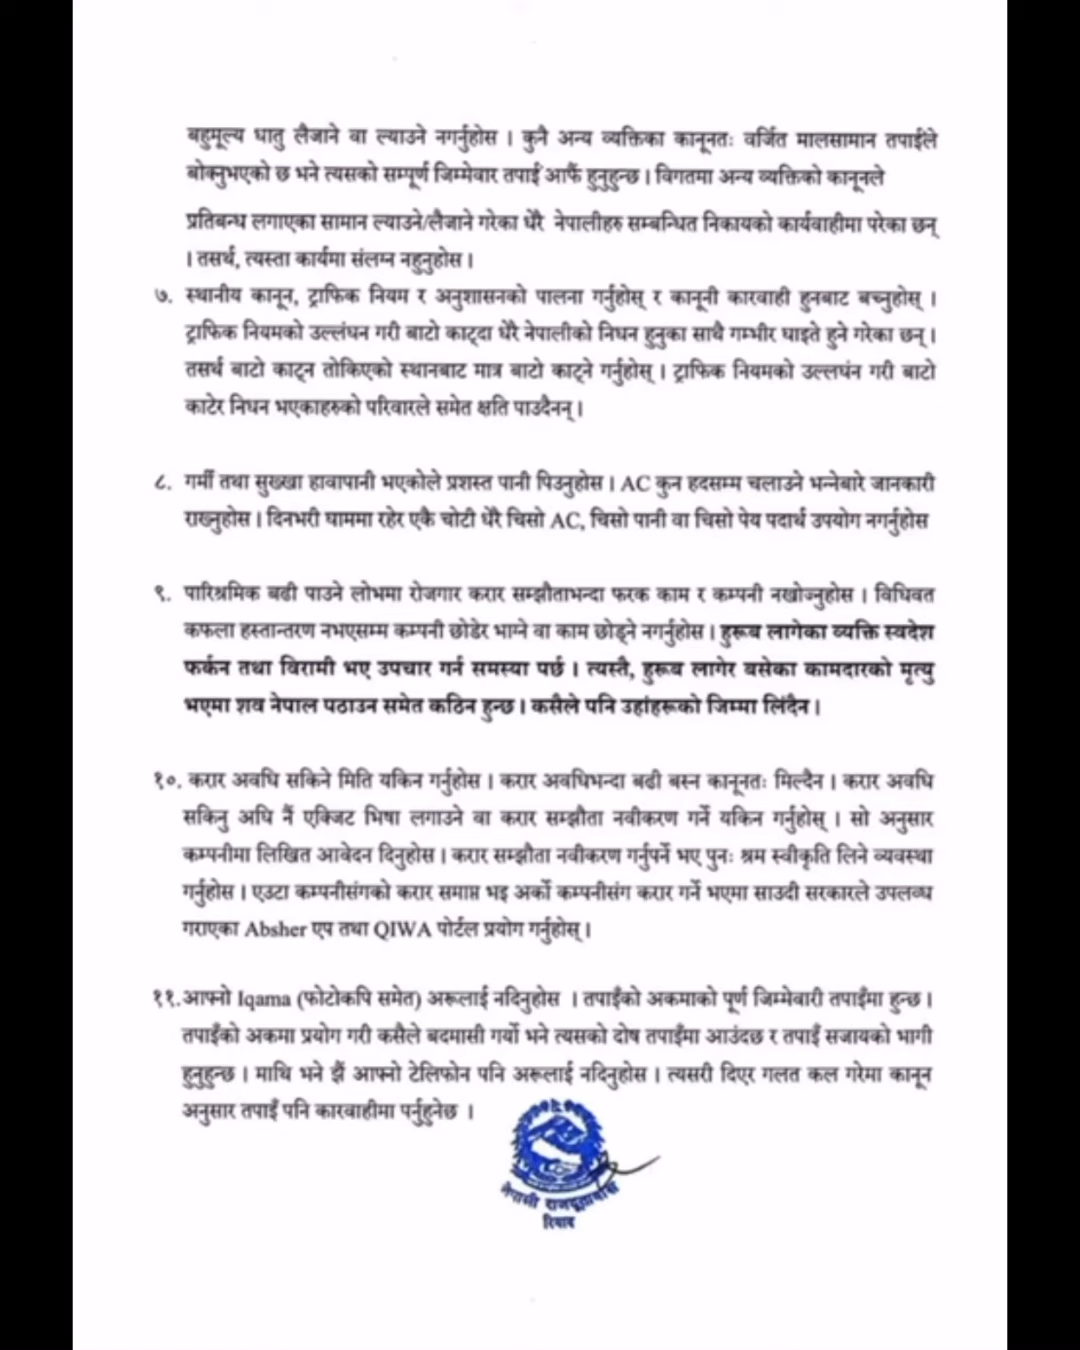 बहुमूल्य धातु लैजाने वा ल्याउने नगर्नुहोस । कुनै अन्य व्यक्तिका कानूनतः वर्जित मालसामान तपाईले
बोक्नुभएको छ भने त्यसको सम्पूर्ण जिम्मेवार तपाईं आफैं हुनुहुन्छ । विगतमा अन्य व्यक्तिको कानूनले
प्रतिबन्ध लगाएका सामान ल्याउने/लैजाने गरेका धेरै नेपालीहरु सम्बन्धित निकायको कार्यवाहीमा परेका छन्
। तसर्थ, त्यस्ता कार्यमा संलग्न नहुनुहोस ।
७. स्थानीय कानून, ट्राफिक नियम र अनुशासनको पालना गर्नुहोस् र कानूनी कारवाही हुनबाट बच्नुहोस् ।
ट्राफिक नियमको उल्लंघन गरी बाटो काट्दा धेरै नेपालीको निधन हुनुका साथै गम्भीर घाइते हुने गरेका छन् ।
तसर्थ बाटो काट्न तोकिएको स्थानबाट मात्र बाटो काट्ने गर्नुहोस् । ट्राफिक नियमको उल्लघंन गरी बाटो
काटेर निधन भएकाहरुको परिवारले समेत क्षति पाउदैनन् ।
८. गर्मी तथा सुख्खा हावापानी भएकोले प्रशस्त पानी पिउनुहोस । AC कुन हदसम्म चलाउने भन्नेबारे जानकारी
राख्नुहोस । दिनभरी घाममा रहेर एकै चोटी धेरै चिसो AC, चिसो पानी वा चिसो पेय पदार्थ उपयोग नगर्नुहोस
९. पारिश्रमिक बढी पाउने लोभमा रोजगार करार सम्झौताभन्दा फरक काम र कम्पनी नखोज्नुहोस । विधिवत
कफला हस्तान्तरण नभएसम्म कम्पनी छोडेर भाग्ने वा काम छोड्ने नगर्नुहोस । हुरूब लागेका व्यक्ति स्वदेश
फर्कन तथा विरामी भए उपचार गर्न समस्या पर्छ । त्यस्तै, हुरूब लागेर बसेका कामदारको मृत्यु
भएमा शव नेपाल पठाउन समेत कठिन हुन्छ । कसैले पनि उहांहरूको जिम्मा लिंदैन ।
१०. करार अवधि सकिने मिति यकिन गर्नुहोस । करार अवधिभन्दा बढी बस्न कानूनतः मिल्दैन । करार अवधि
सकिनु अघि नैं एक्जिट भिषा लगाउने वा करार सम्झौता नवीकरण गर्ने यकिन गर्नुहोस् । सो अनुसार
कम्पनीमा लिखित आवेदन दिनुहोस । करार सम्झौता नवीकरण गर्नुपर्ने भए पुनः श्रम स्वीकृति लिने व्यवस्था
गर्नुहोस । एउटा कम्पनीसंगको करार समाप्त भइ अर्को कम्पनीसंग करार गर्ने भएमा साउदी सरकारले उपलब्ध
गराएका Absher एप तथा QIWA पोर्टल प्रयोग गर्नुहोस् ।
११. आफ्नो Iqama (फोटोकपि समेत) अरूलाई नदिनुहोस । तपाईंको अकमाको पूर्ण जिम्मेवारी तपाईंमा हुन्छ ।
तपाईंको अकमा प्रयोग गरी कसैले बदमासी गर्यो भने त्यसको दोष तपाईंमा आउंदछ र तपाइँ सजायको भागी
हुनुहुन्छ । माथि भने झैं आफ्नो टेलिफोन पनि अरूलाई नदिनुहोस । त्यसरी दिएर गलत कल गरेमा कानून
अनुसार तपाइँ पनि कारवाहीमा पर्नुहुनेछ ।
नेपाली राजदूतावास
रियाद